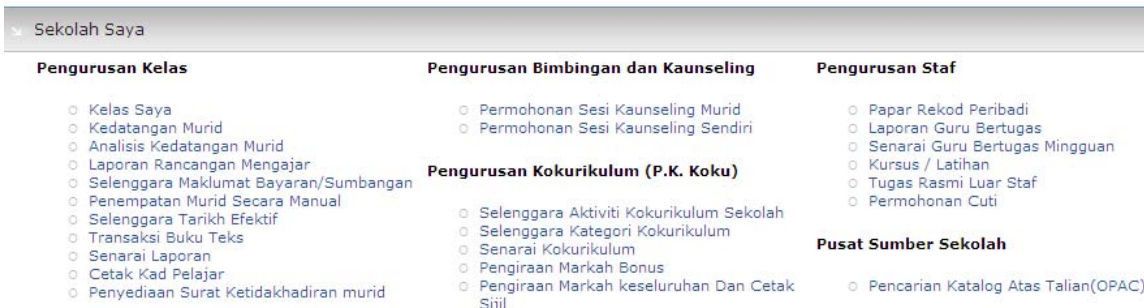 Sekolah Saya
Pengurusan Kelas
Kelas Saya
Kedatangan Murid
Analisis Kedatangan Murid
Laporan Rancangan Mengajar
Selenggara Maklumat Bayaran/Sumbangan
Penempatan Murid Secara Manual
Selenggara Tarikh Efektif
Transaksi Buku Teks
Senarai Laporan
Cetak Kad Pelajar
Penyediaan Surat Ketidakhadiran murid
Pengurusan Bimbingan dan Kaunseling
Permohonan Sesi Kaunseling Murid
Permohonan Sesi Kaunseling Sendiri
Pengurusan Kokurikulum (P.K. Koku)
Selenggara Aktiviti Kokurikulum Sekolah
Selenggara Kategori Kokurikulum
Senarai Kokurikulum
Pengiraan Markah Bonus
Pengiraan Markah keseluruhan Dan Cetak
Sijil
Pengurusan Staf
Papar Rekod Peribadi
Laporan Guru Bertugas
Senarai Guru Bertugas Mingguan
Kursus / Latihan
Tugas Rasmi Luar Staf
Permohonan Cuti
Pusat Sumber Sekolah
Pencarian Katalog Atas Talian(OPAC)